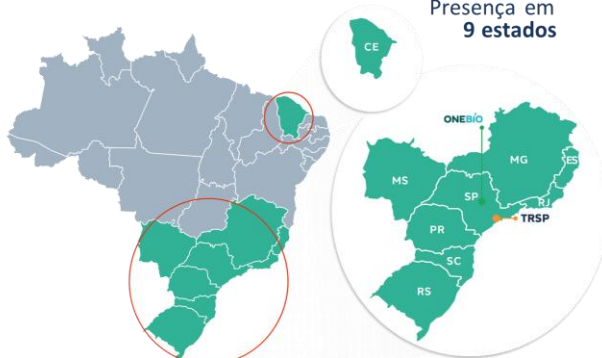 Presença em
9 estados
CE
ONEBIO
MG
ES
MS
SP
RJ
TRSP
PR
SC
RS